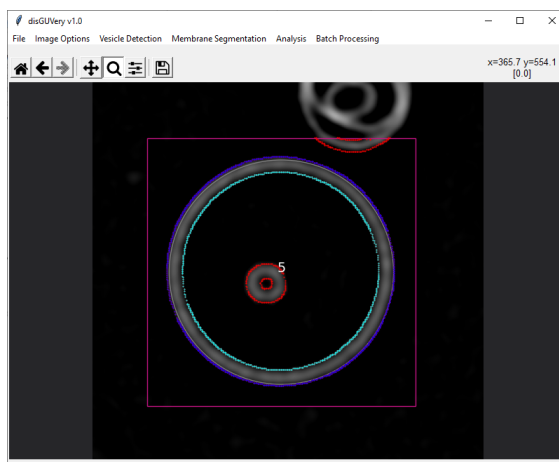 disGUVery v1.0
File Image Options Vesicle Detection Membrane Segmentation Analysis Batch Processing
x=365.7 y=554.1
[0.0]
5